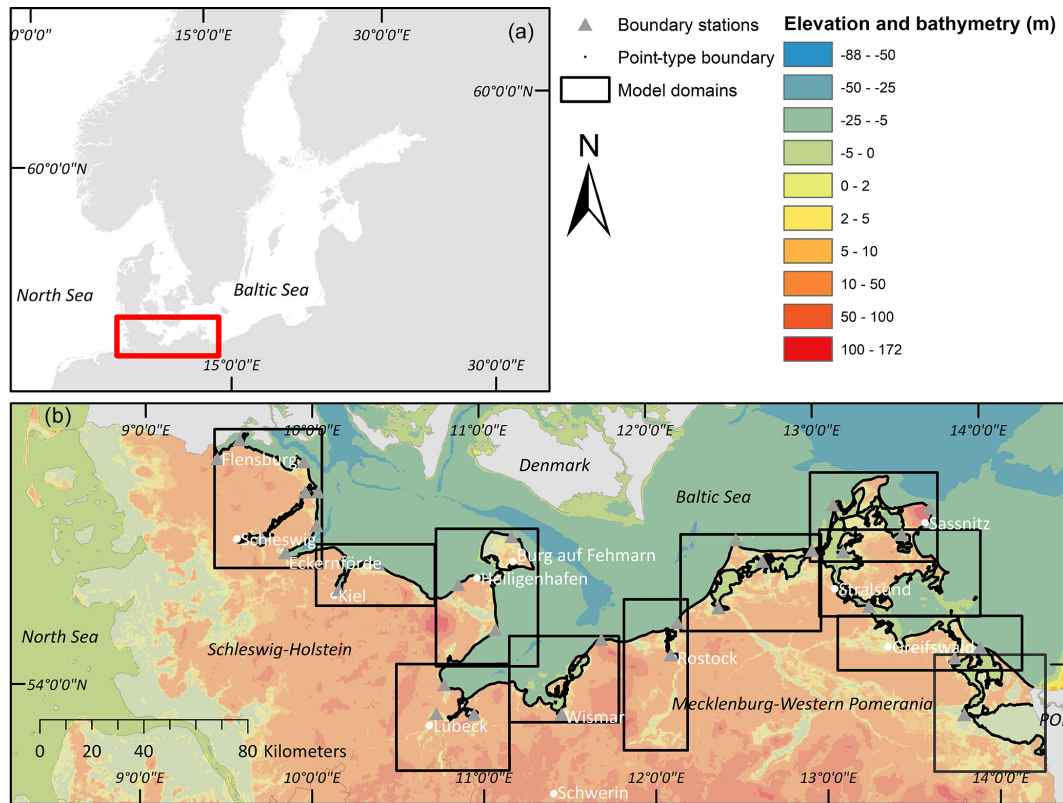 0°0'0"
15°0'0"E
30°0'0"E
(a)
60°0'0"N
60°0'0"N
North Sea
Baltic Sea
15°0'0"E
30°0'0"E
Boundary stations
Point-type boundary
Model domains
N
Elevation and bathymetry (m)
-88 - -50
-50 - -25
-25 - -5
-5 - 0
0 - 2
2 - 5
5 - 10
10 - 50
50 - 100
100 - 172
(b)
9°0'0"E
10°0'0"E
11°0'0"E
12°0'0"E
13°0'0"E
14°0'0"E
Flensburg
Denmark
Baltic Sea
Sassnitz
Schleswig
Eckernförde
Burg auf Fehmarn
Heiligenhafen
Kiel
Stralsund
North Sea
Schleswig-Holstein
Rostock
Greifswald
54°0'0"N
Mecklenburg-Western Pomerania
Lübeck
Wismar
PO
0 20 40 80 Kilometers
Schwerin
9°0'0"E
10°0'0"E
11°0'0"E
12°0'0"E
13°0'0"E
14°0'0"E